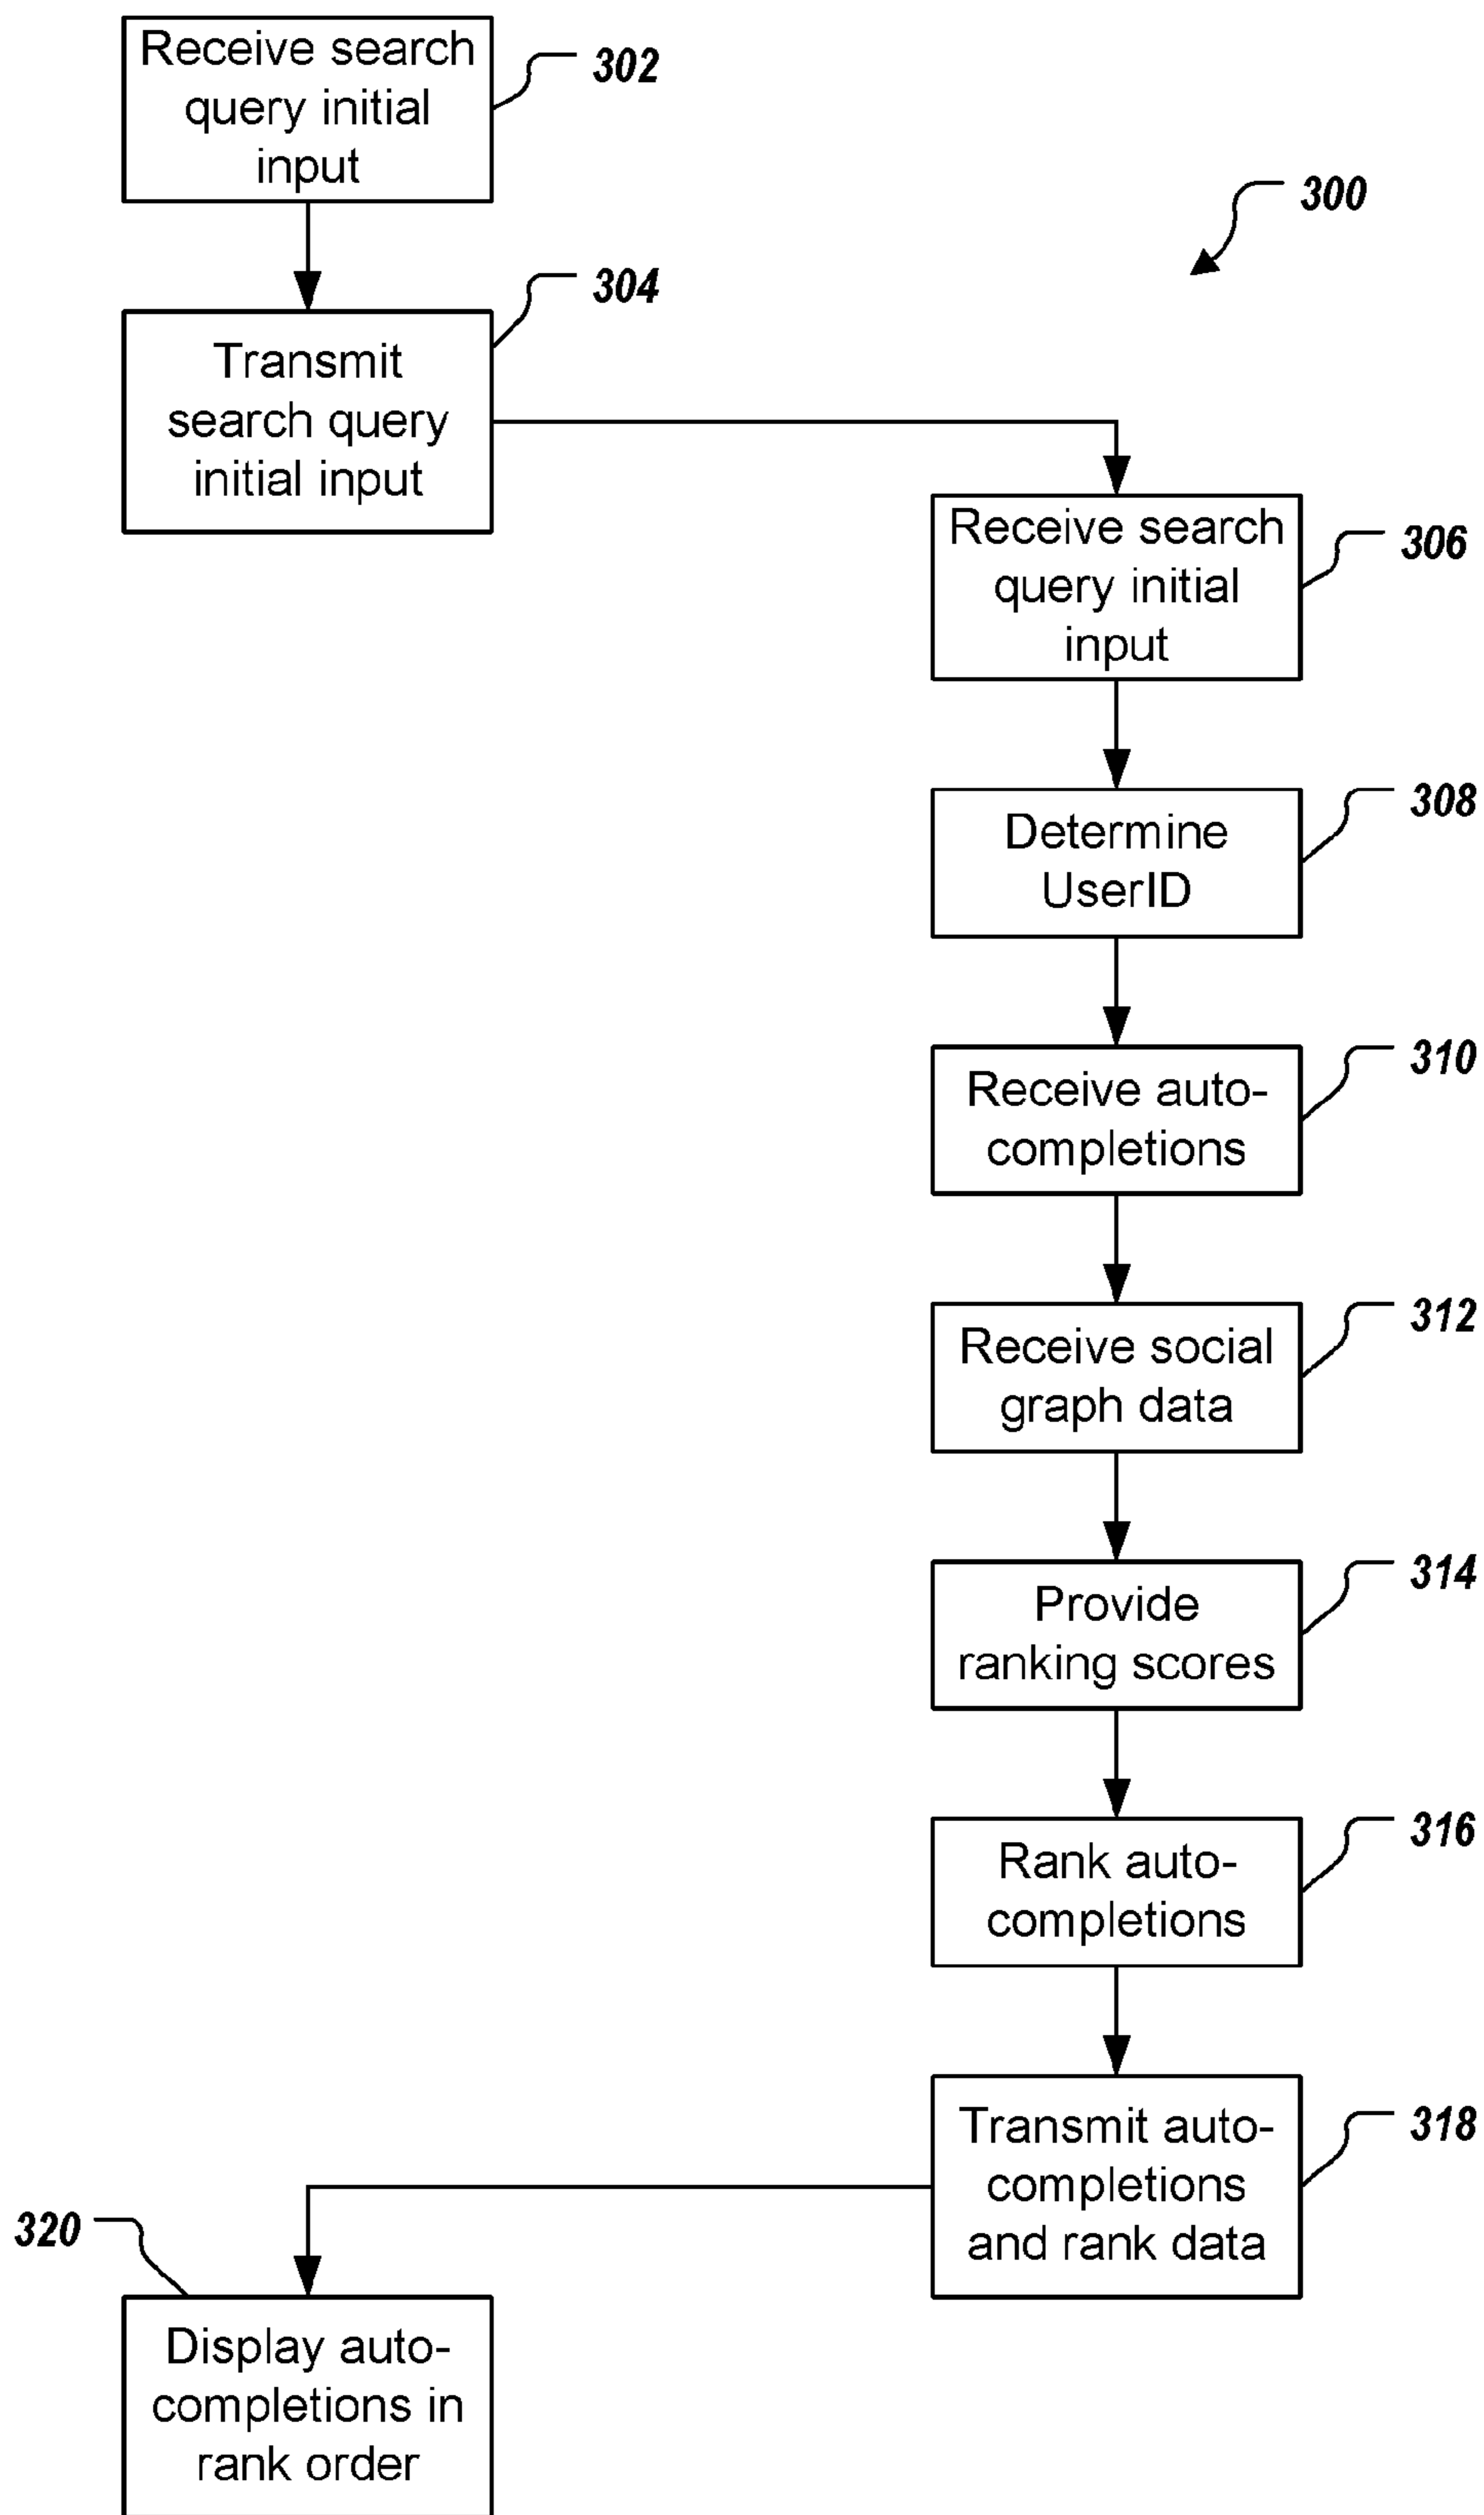 Receive search
query initial
input
302
300
Transmit
search query
initial input
304
Receive search
query initial
input
306
Determine
UserID
308
Receive auto-
completions
310
Receive social
graph data
312
Provide
ranking scores
314
Rank auto-
completions
316
Transmit auto-
completions
and rank data
318
320
Display auto-
completions in
rank order